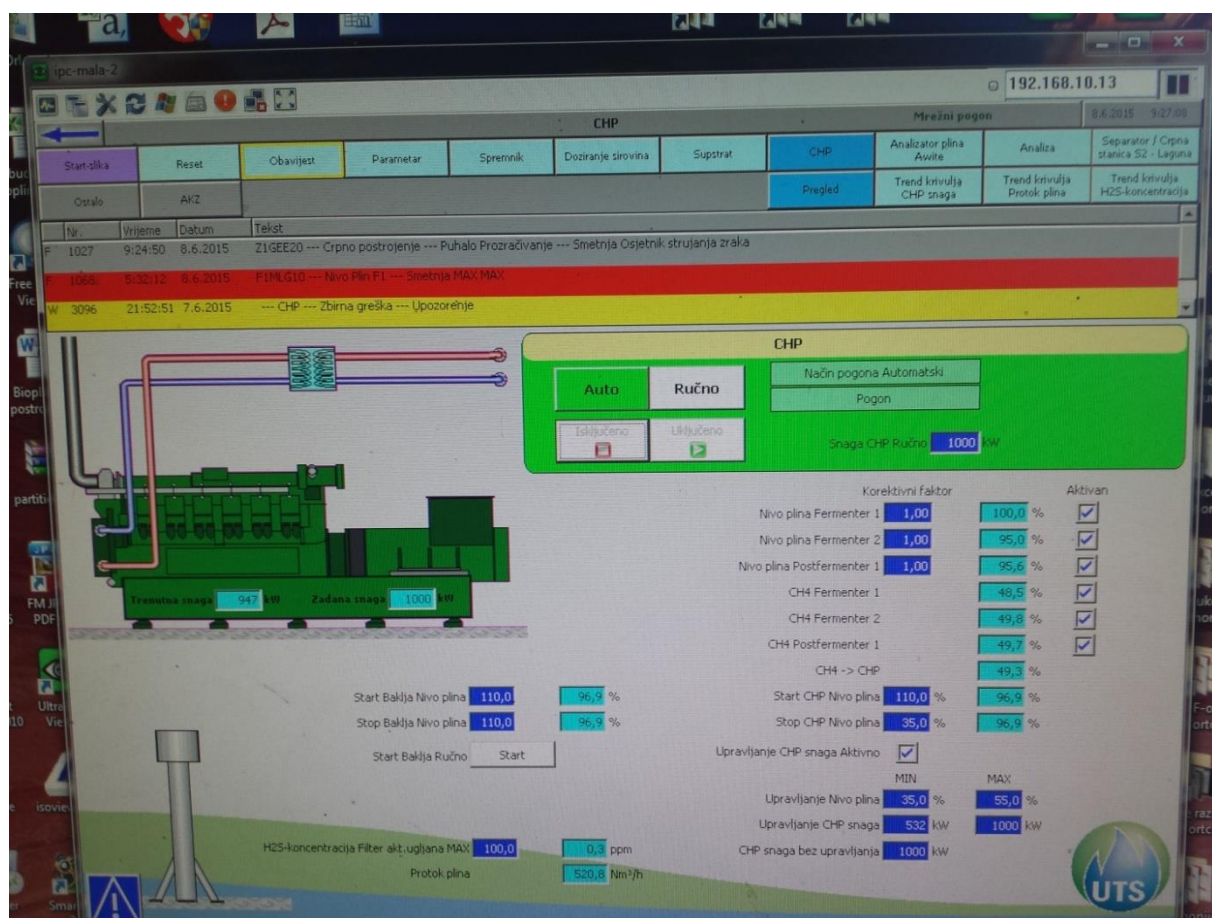 a,
ipc-mala-2
192.168.10.13
CHP
Mrežni pogon
8.6.2015 9:27:08
Start-slika
Reset
Obavijest
Parametar
Spremnik
Doziranje sirovina
Supstrat
CHP
Analizator plina Awite
Analiza
Separator / Crpna stanica S2 - Laguna
Ostalo
AKZ
Pregled
Trend krivulja CHP snaga
Trend krivulja Protok plina
Trend krivulja H2S-koncentracija
Nr. Vrijeme Datum Tekst
F 1027 9:24:50 8.6.2015 Z1GEE20 --- Crpno postrojenje --- Puhalo Prozračivanje --- Smetnja Osjetnik strujanja zraka
F 5:32:12 8.6.2015 F1MLG10 --- Nivo Plin F1 --- Smetnja MAX MAX
W 3096 21:52:51 7.6.2015 --- CHP --- Zbirna greška --- Upozorenje
CHP
Auto
Ručno
Način pogona Automatski
Pogon
Isključeno
Uključeno
Snaga CHP Ručno 1000 kW
Korektivni faktor Aktivan
Nivo plina Fermenter 1 1,00 100,0 %
Nivo plina Fermenter 2 1,00 95,0 %
Nivo plina Postfermenter 1 1,00 95,6 %
CH4 Fermenter 1 48,5 %
CH4 Fermenter 2 49,8 %
CH4 Postfermenter 1 49,7 %
CH4 -> CHP 49,3 %
Trenutna snaga 947 kW Zadana snaga 1000 kW
Start Baklja Nivo plina 110,0 96,9 %
Start CHP Nivo plina 110,0 % 96,9 %
Stop Baklja Nivo plina 110,0 96,9 %
Stop CHP Nivo plina 35,0 % 96,9 %
Start Baklja Ručno Start
Upravljanje CHP snaga Aktivno
MIN MAX
Upravljanje Nivo plina 35,0 % 55,0 %
Upravljanje CHP snaga 532 kW 1000 kW
H2S-koncentracija Filter akt.ugljana MAX 100,0 0,3 ppm
CHP snaga bez upravljanja 1000 kW
Protok plina 520,8 Nm³/h
UTS